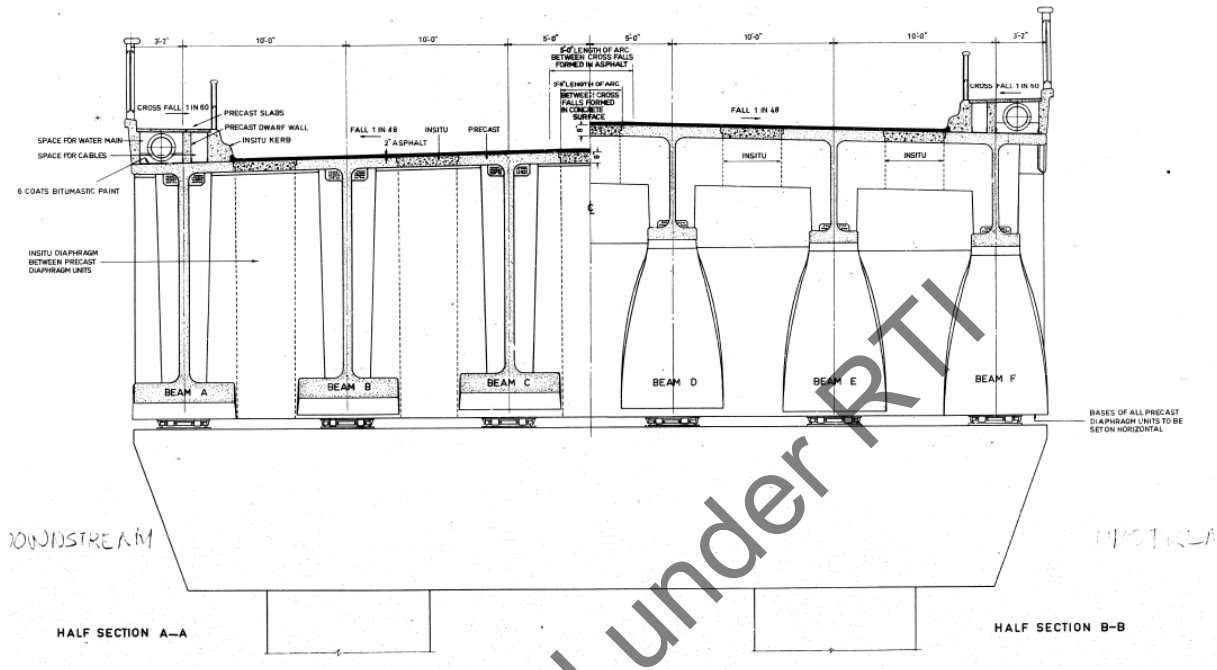 3'-2" 10'-0" 10'-0" 5'-0" 5'-0" 10'-0" 10'-0" 3'-2"
5'-0" LENGTH OF ARC
BETWEEN CROSS FALLS
FORMED IN ASPHALT
LENGTH OF ARC
BETWEEN CROSS
FALLS FORMED
IN CONCRETE
SURFACE
CROSS FALL 1 IN 60
PRECAST SLABS
PRECAST DWARF WALL
INSITU KERB
SPACE FOR WATER MAIN
SPACE FOR CABLES
6 COATS BITUMASTIC PAINT
FALL 1 IN 48
2" ASPHALT
INSITU
PRECAST
8"
8"
FALL 1 IN 48
CROSS FALL 1 IN 60
INSITU
INSITU
℄
INSITU DIAPHRAGM
BETWEEN PRECAST
DIAPHRAGM UNITS
BEAM A
BEAM B
BEAM C
BEAM D
BEAM E
BEAM F
BASES OF ALL PRECAST
DIAPHRAGM UNITS TO BE
SET ON HORIZONTAL
OWNSTREAM
HALF SECTION A—A
HALF SECTION B-B
under RTI